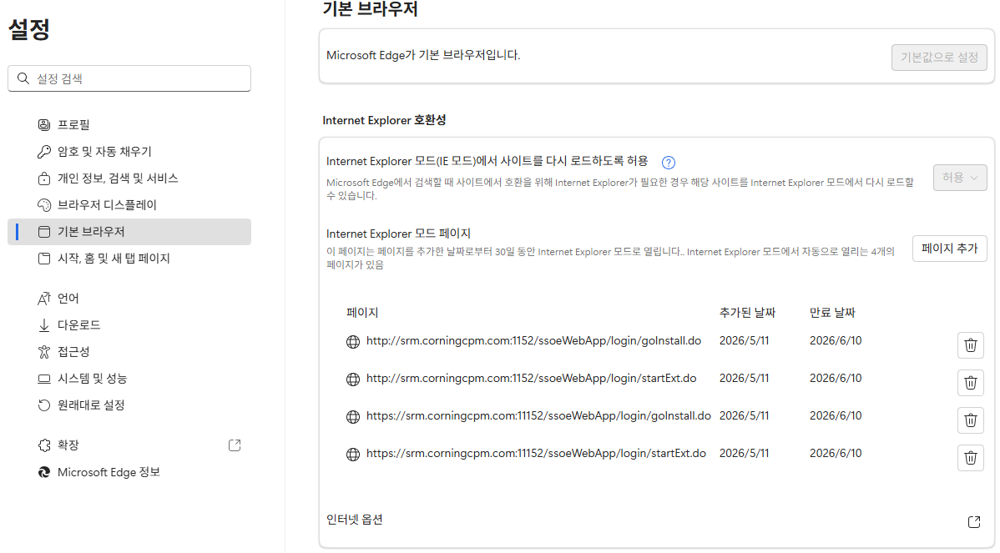 설정
설정 검색
프로필
암호 및 자동 채우기
개인 정보, 검색 및 서비스
브라우저 디스플레이
기본 브라우저
시작, 홈 및 새 탭 페이지
언어
다운로드
접근성
시스템 및 성능
원래대로 설정
확장
Microsoft Edge 정보
기본 브라우저
Microsoft Edge가 기본 브라우저입니다.
기본값으로 설정
Internet Explorer 호환성
Internet Explorer 모드(IE 모드)에서 사이트를 다시 로드하도록 허용
Microsoft Edge에서 검색할 때 사이트에서 호환을 위해 Internet Explorer가 필요한 경우 해당 사이트를 Internet Explorer 모드에서 다시 로드할
수 있습니다.
허용
Internet Explorer 모드 페이지
이 페이지는 페이지를 추가한 날짜로부터 30일 동안 Internet Explorer 모드로 열립니다.. Internet Explorer 모드에서 자동으로 열리는 4개의
페이지가 있음
페이지 추가
페이지 추가된 날짜 만료 날짜
http://srm.corningcpm.com:1152/ssoeWebApp/login/goInstall.do 2026/5/11 2026/6/10
http://srm.corningcpm.com:1152/ssoeWebApp/login/startExt.do 2026/5/11 2026/6/10
https://srm.corningcpm.com:11152/ssoeWebApp/login/goInstall.do 2026/5/11 2026/6/10
https://srm.corningcpm.com:11152/ssoeWebApp/login/startExt.do 2026/5/11 2026/6/10
인터넷 옵션